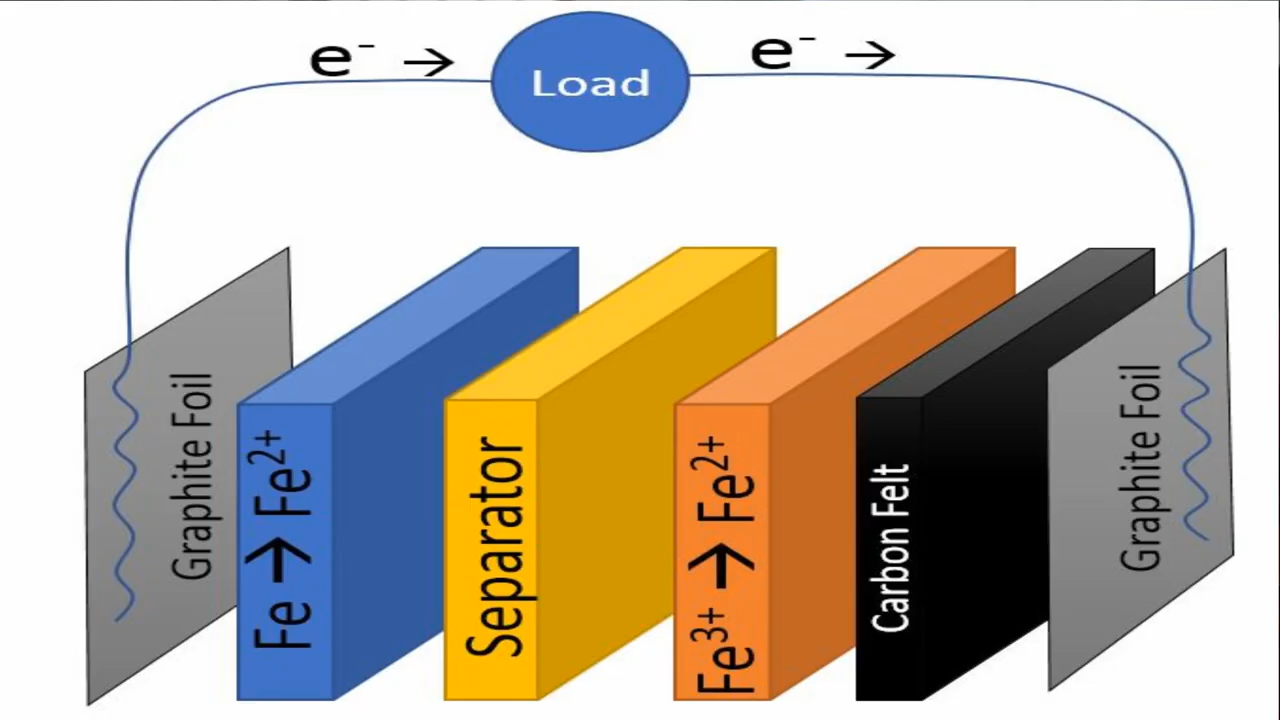 e⁻ →
Load
e⁻ →
Graphite Foil
Fe → Fe²⁺
Separator
Fe³⁺ → Fe²⁺
Carbon Felt
Graphite Foil